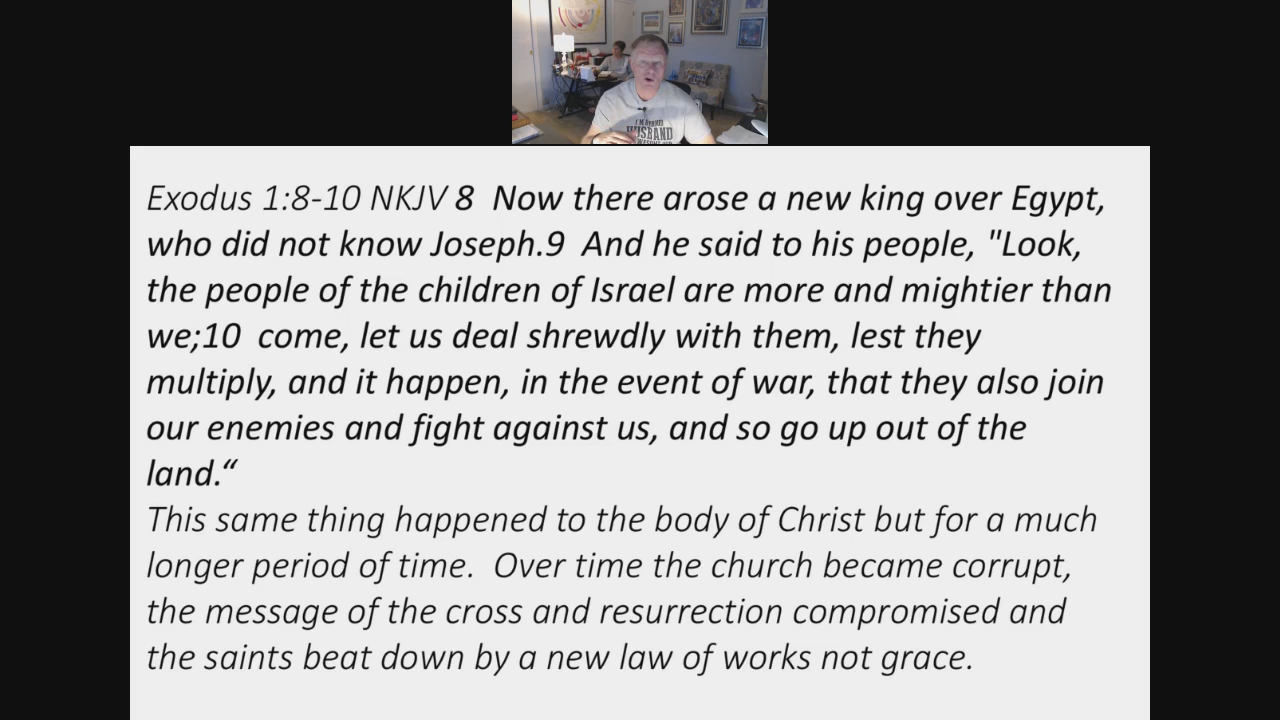 I'M A PROUD
HUSBAND
Exodus 1:8-10 NKJV 8  Now there arose a new king over Egypt,
who did not know Joseph.9  And he said to his people, "Look,
the people of the children of Israel are more and mightier than
we;10  come, let us deal shrewdly with them, lest they
multiply, and it happen, in the event of war, that they also join
our enemies and fight against us, and so go up out of the
land.“
This same thing happened to the body of Christ but for a much
longer period of time.  Over time the church became corrupt,
the message of the cross and resurrection compromised and
the saints beat down by a new law of works not grace.